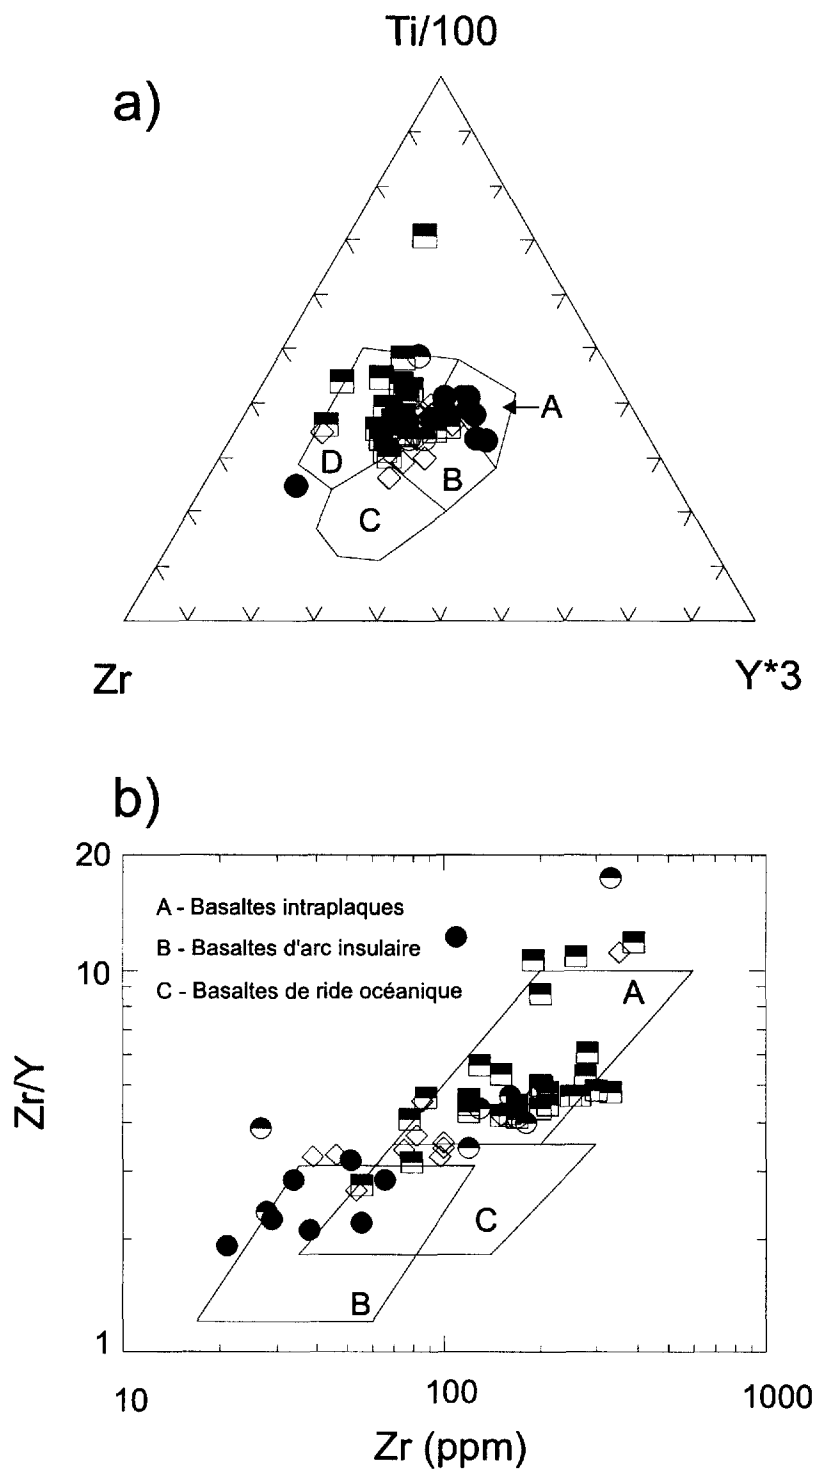 Ti/100
a)
A
D
B
C
Zr
Y*3
b)
20
A - Basaltes intraplaques
B - Basaltes d'arc insulaire
C - Basaltes de ride océanique
10
A
Zr/Y
C
B
1
10
100
1000
Zr (ppm)